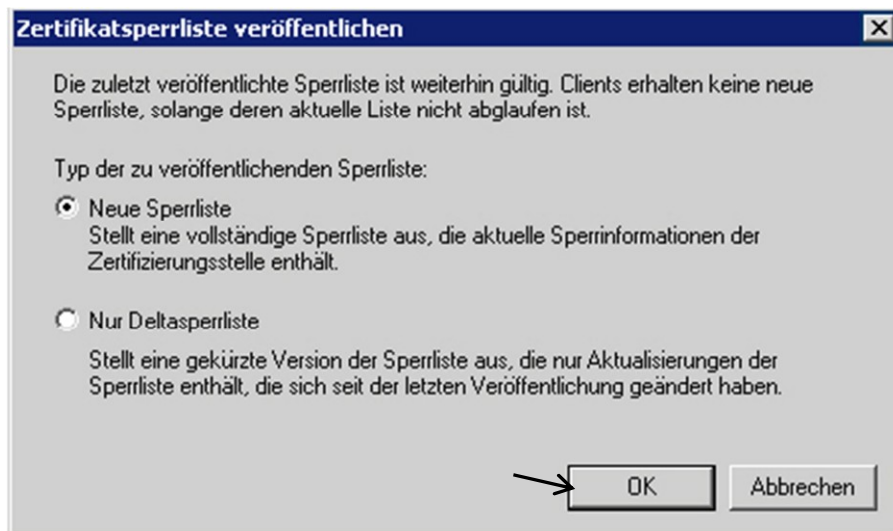 Zertifikatsperrliste veröffentlichen
Die zuletzt veröffentlichte Sperrliste ist weiterhin gültig. Clients erhalten keine neue
Sperrliste, solange deren aktuelle Liste nicht abglaufen ist.
Typ der zu veröffentlichenden Sperrliste:
Neue Sperrliste
Stellt eine vollständige Sperrliste aus, die aktuelle Sperrinformationen der
Zertifizierungsstelle enthält.
Nur Deltasperrliste
Stellt eine gekürzte Version der Sperrliste aus, die nur Aktualisierungen der
Sperrliste enthält, die sich seit der letzten Veröffentlichung geändert haben.
OK
Abbrechen